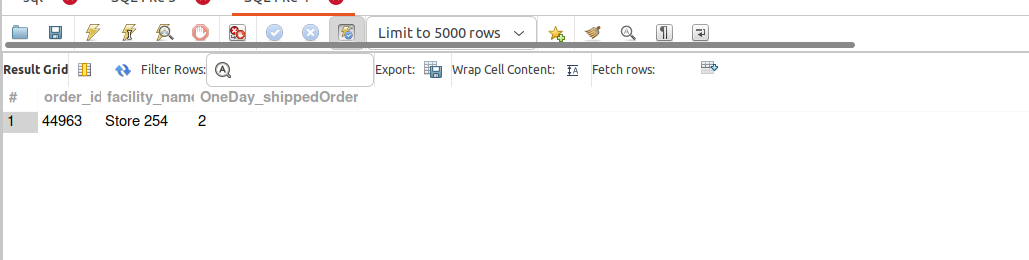 Limit to 5000 rows
Result Grid Filter Rows: Export: Wrap Cell Content: Fetch rows:
# order_id facility_name OneDay_shippedOrder
1 44963 Store 254 2